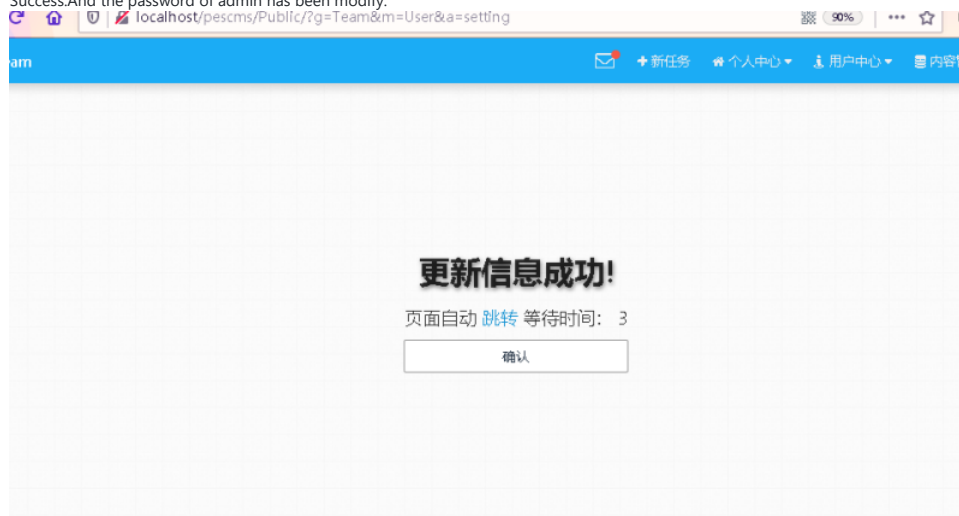 Success.And the password of admin has been modify.
localhost/pescms/Public/?g=Team&m=User&a=setting 90%
am 新任务 个人中心 用户中心 内容
更新信息成功!
页面自动 跳转 等待时间: 3
确认